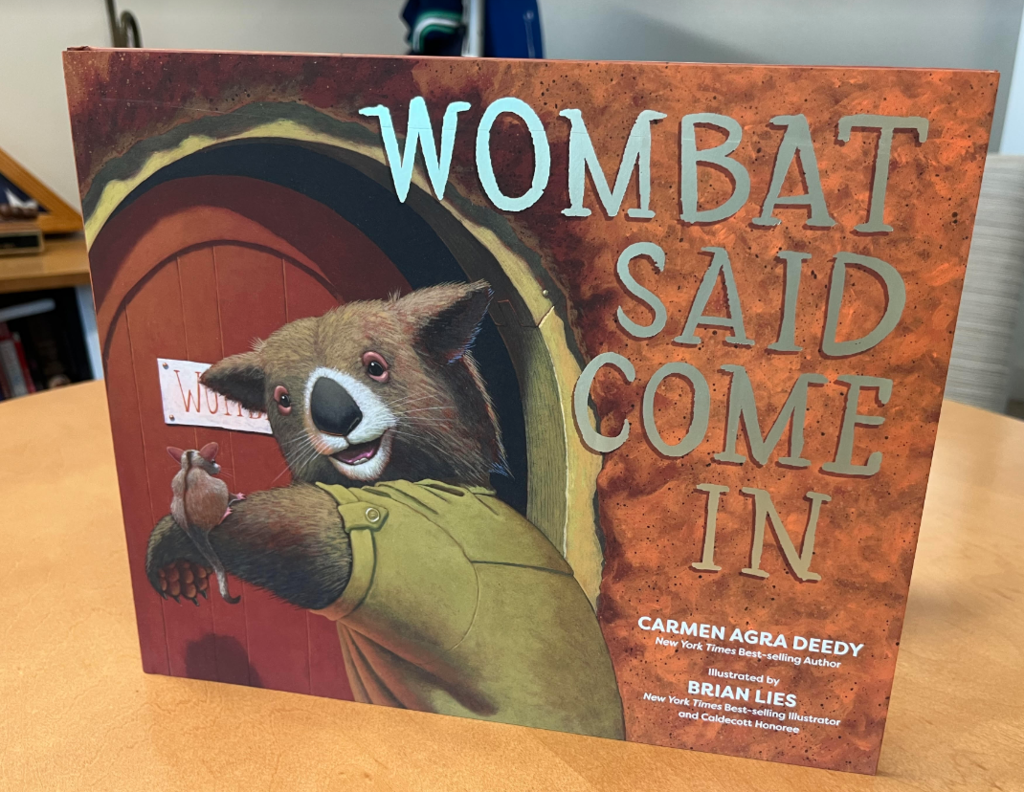 WOMBAT
SAID
COME
IN
WOMB
CARMEN AGRA DEEDY
New York Times Best-selling Author
Illustrated by
BRIAN LIES
New York Times Best-selling Illustrator
and Caldecott Honoree